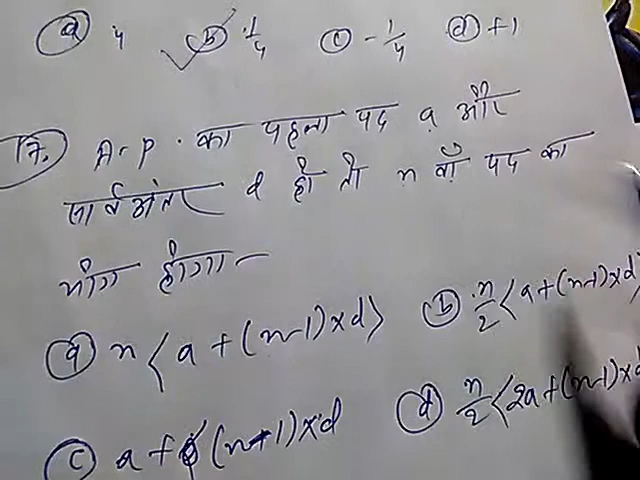 (a) 4 (b) 1/4 (c) -1/4 (d) +1
17. A.P. का पहला पद a और
सार्व अंतर d हो तो n वाँ पद का
योग होगा-
(a) n<a+(n-1)×d> (b) n/2<a+(n-1)×d>
(c) a+(n-1)×d (d) n/2<2a+(n-1)×d